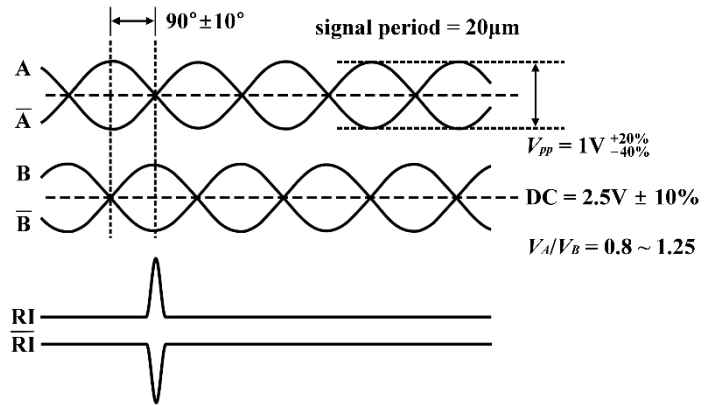 90°±10°
signal period = 20μm
A
A̅
Vpp = 1V +20% −40%
B
B̅
DC = 2.5V ± 10%
VA/VB = 0.8 ~ 1.25
RI
R̅I̅